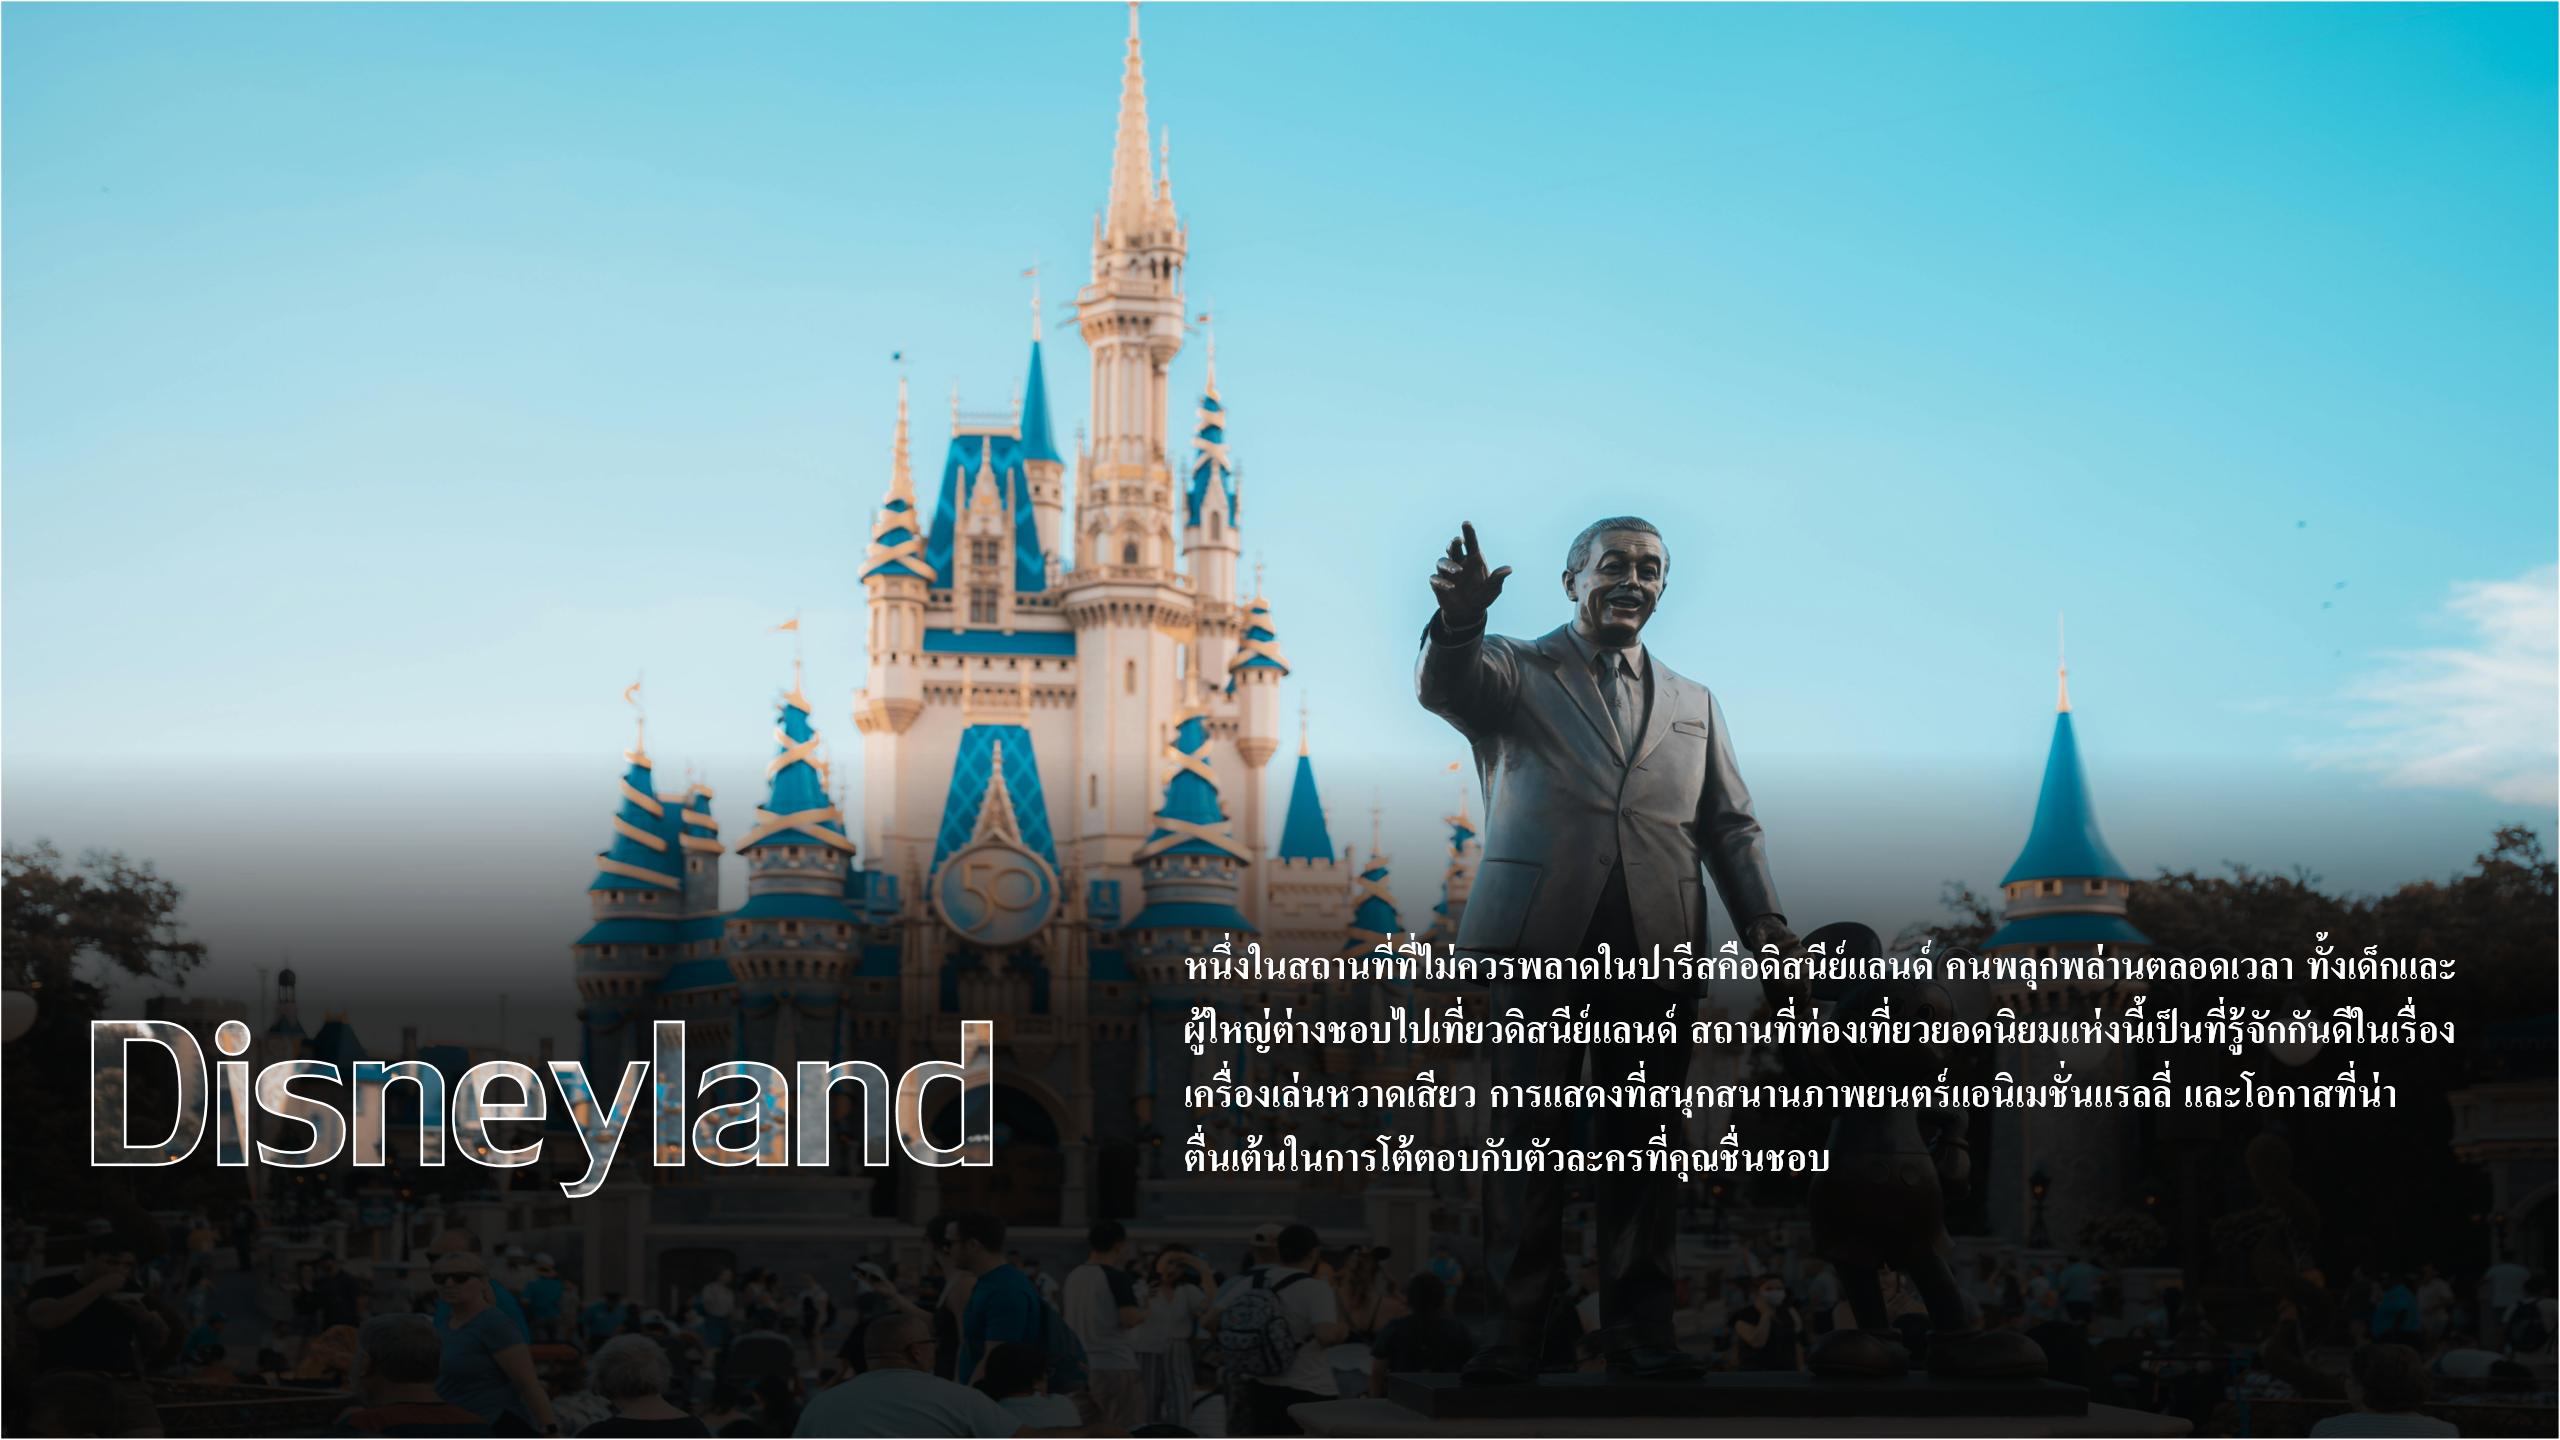 50
Disneyland
หนึ่งในสถานที่ที่ไม่ควรพลาดในปารีสคือดิสนีย์แลนด์ คนพลุกพล่านตลอดเวลา ทั้งเด็กและ
ผู้ใหญ่ต่างชอบไปเที่ยวดิสนีย์แลนด์ สถานที่ท่องเที่ยวยอดนิยมแห่งนี้เป็นที่รู้จักกันดีในเรื่อง
เครื่องเล่นหวาดเสียว การแสดงที่สนุกสนานภาพยนตร์แอนิเมชั่นแรลลี่ และโอกาสที่น่า
ตื่นเต้นในการโต้ตอบกับตัวละครที่คุณชื่นชอบ